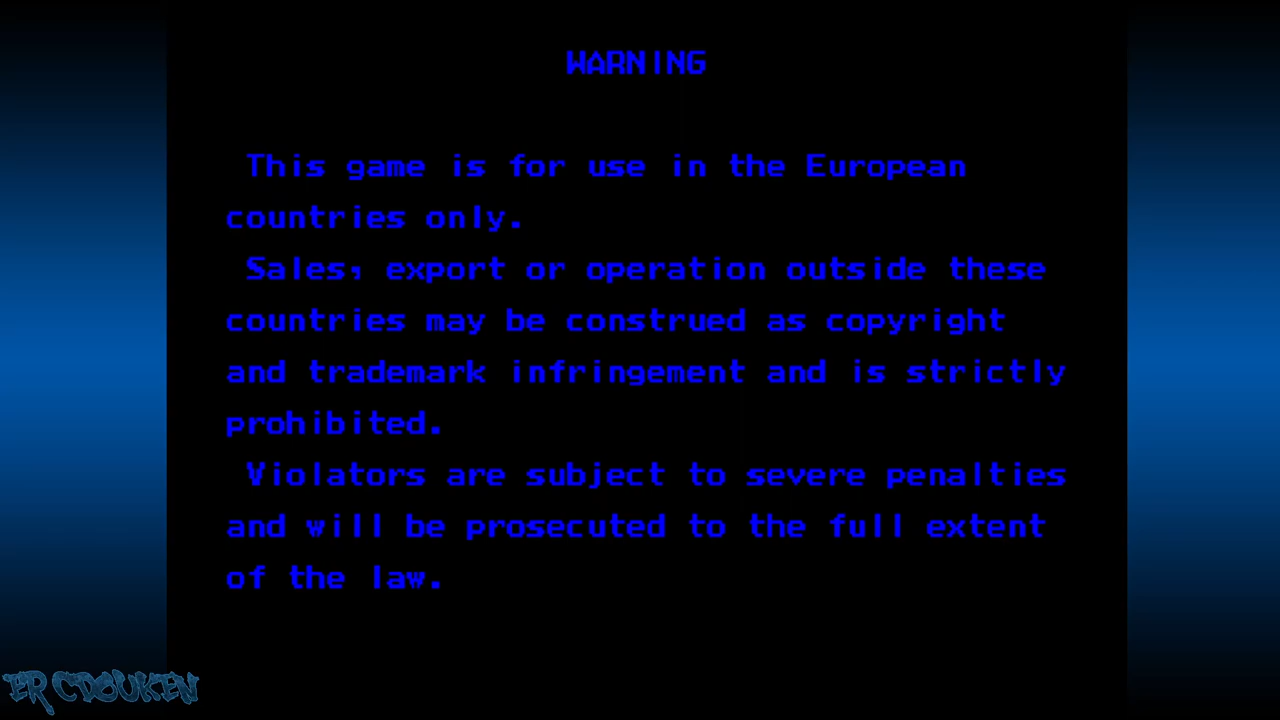 WARNING
This game is for use in the European
countries only.
Sales, export or operation outside these
countries may be construed as copyright
and trademark infringement and is strictly
prohibited.
Violators are subject to severe penalties
and will be prosecuted to the full extent
of the law.
ER CDOUKEN